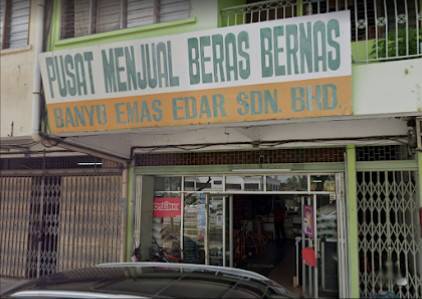 PUSAT MENJUAL BERAS BERNAS
BANYU EMAS EDAR SDN. BHD.